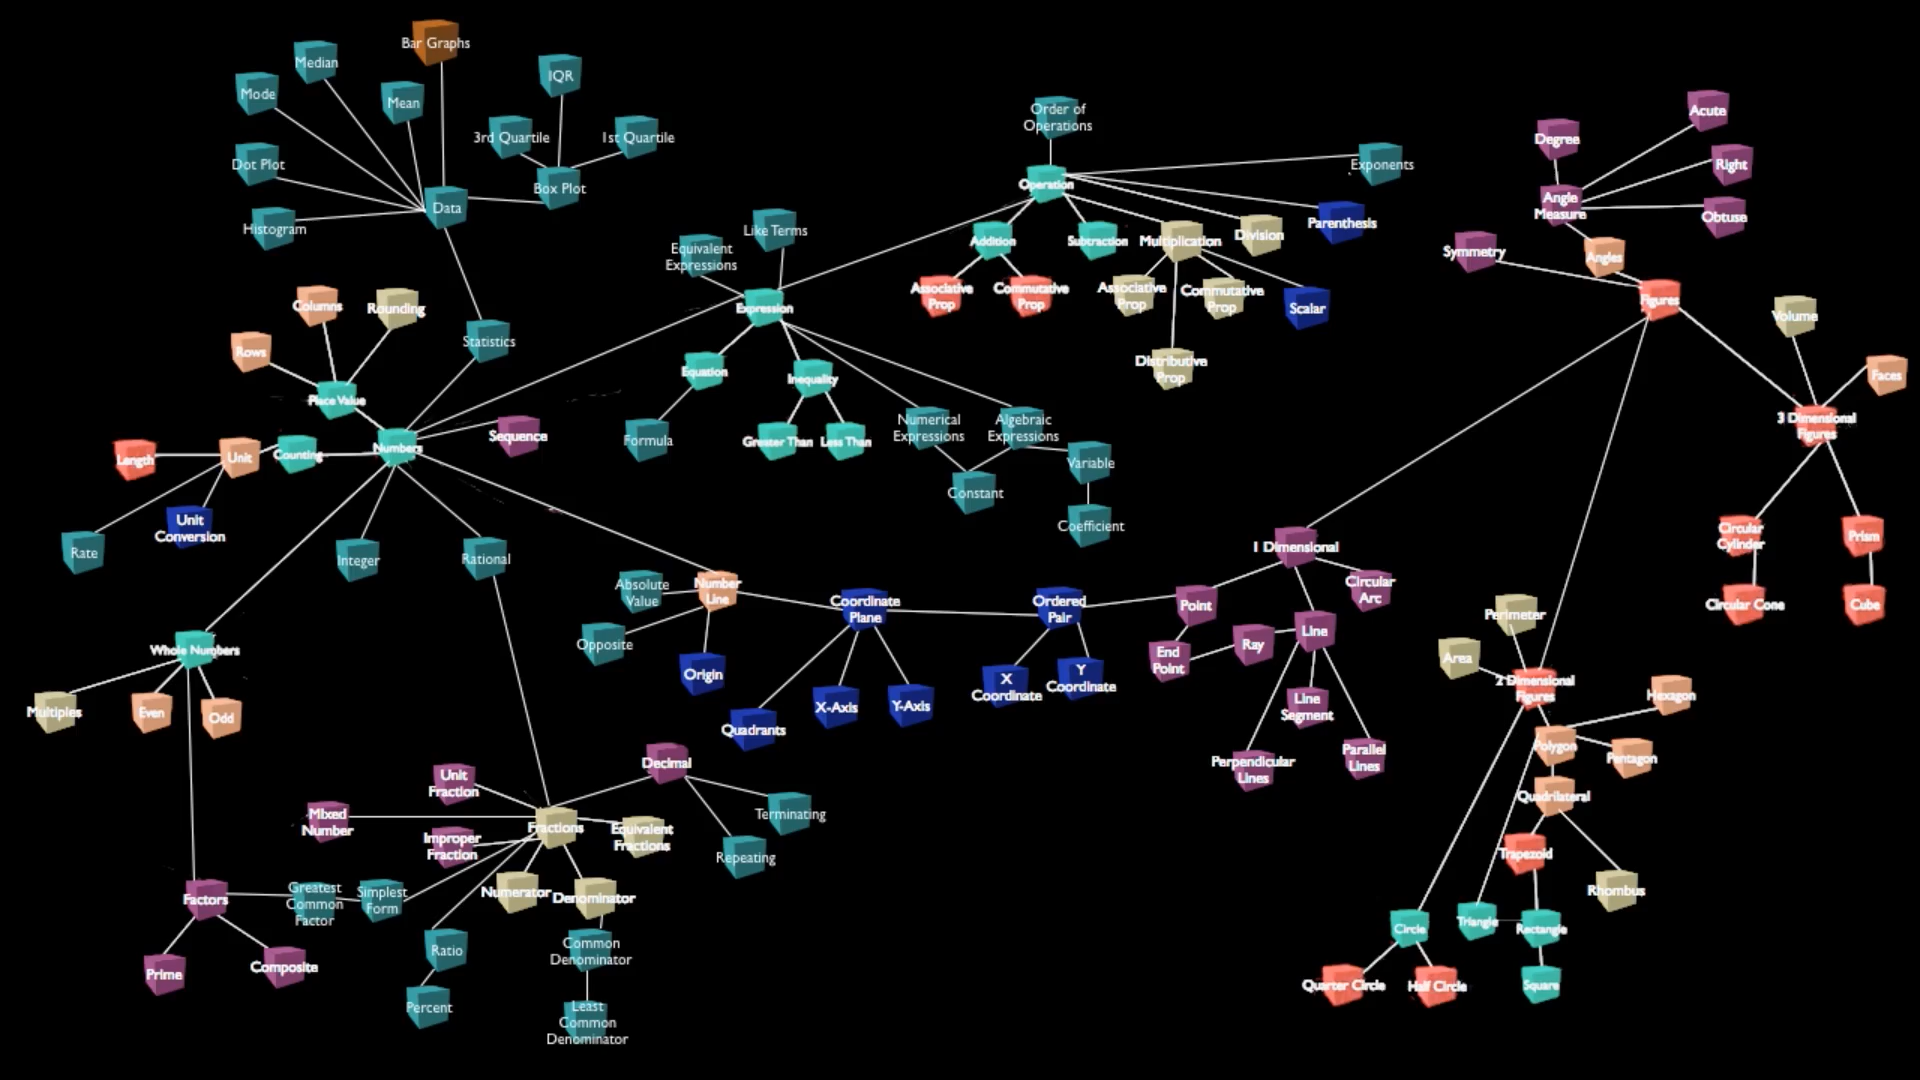 Bar Graphs
Median
IQR
Mode
Mean
3rd Quartile
1st Quartile
Dot Plot
Box Plot
Data
Histogram
Order of
Operations
Exponents
Operation
Parenthesis
Addition
Subtraction
Multiplication
Division
Associative
Prop
Commutative
Prop
Associative
Prop
Commutative
Prop
Scalar
Distributive
Prop
Acute
Degree
Right
Angle
Measure
Obtuse
Symmetry
Angles
Figures
Volume
Faces
3 Dimensional
Figures
Circular
Cylinder
Prism
Circular Cone
Cube
Like Terms
Equivalent
Expressions
Expression
Equation
Inequality
Formula
Greater Than
Less Than
Numerical
Expressions
Algebraic
Expressions
Variable
Constant
Coefficient
Columns
Rounding
Rows
Statistics
Place Value
Sequence
Numbers
Length
Unit
Counting
Unit
Conversion
Rate
Integer
Rational
Absolute
Value
Number
Line
Opposite
Origin
Coordinate
Plane
Ordered
Pair
Quadrants
X-Axis
Y-Axis
X
Coordinate
Y
Coordinate
1 Dimensional
Circular
Arc
Point
Line
Ray
End
Point
Line
Segment
Perpendicular
Lines
Parallel
Lines
Perimeter
Area
2 Dimensional
Figures
Hexagon
Polygon
Pentagon
Quadrilateral
Trapezoid
Rhombus
Circle
Triangle
Rectangle
Quarter Circle
Half Circle
Square
Whole Numbers
Multiples
Even
Odd
Decimal
Unit
Fraction
Mixed
Number
Improper
Fraction
Fractions
Equivalent
Fractions
Terminating
Repeating
Numerator
Denominator
Factors
Greatest
Common
Factor
Simplest
Form
Prime
Composite
Ratio
Common
Denominator
Percent
Least
Common
Denominator